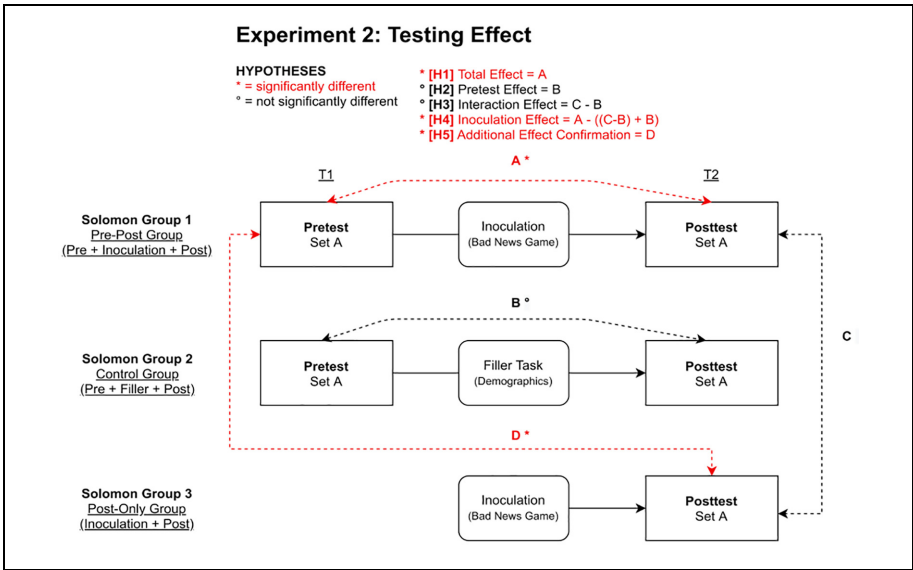 Experiment 2: Testing Effect
HYPOTHESES
* = significantly different
° = not significantly different
* [H1] Total Effect = A
° [H2] Pretest Effect = B
° [H3] Interaction Effect = C - B
* [H4] Inoculation Effect = A - ((C-B) + B)
* [H5] Additional Effect Confirmation = D
A *
T1
T2
Solomon Group 1
Pre-Post Group
(Pre + Inoculation + Post)
Pretest
Set A
Inoculation
(Bad News Game)
Posttest
Set A
B °
C
Solomon Group 2
Control Group
(Pre + Filler + Post)
Pretest
Set A
Filler Task
(Demographics)
Posttest
Set A
D *
Solomon Group 3
Post-Only Group
(Inoculation + Post)
Inoculation
(Bad News Game)
Posttest
Set A